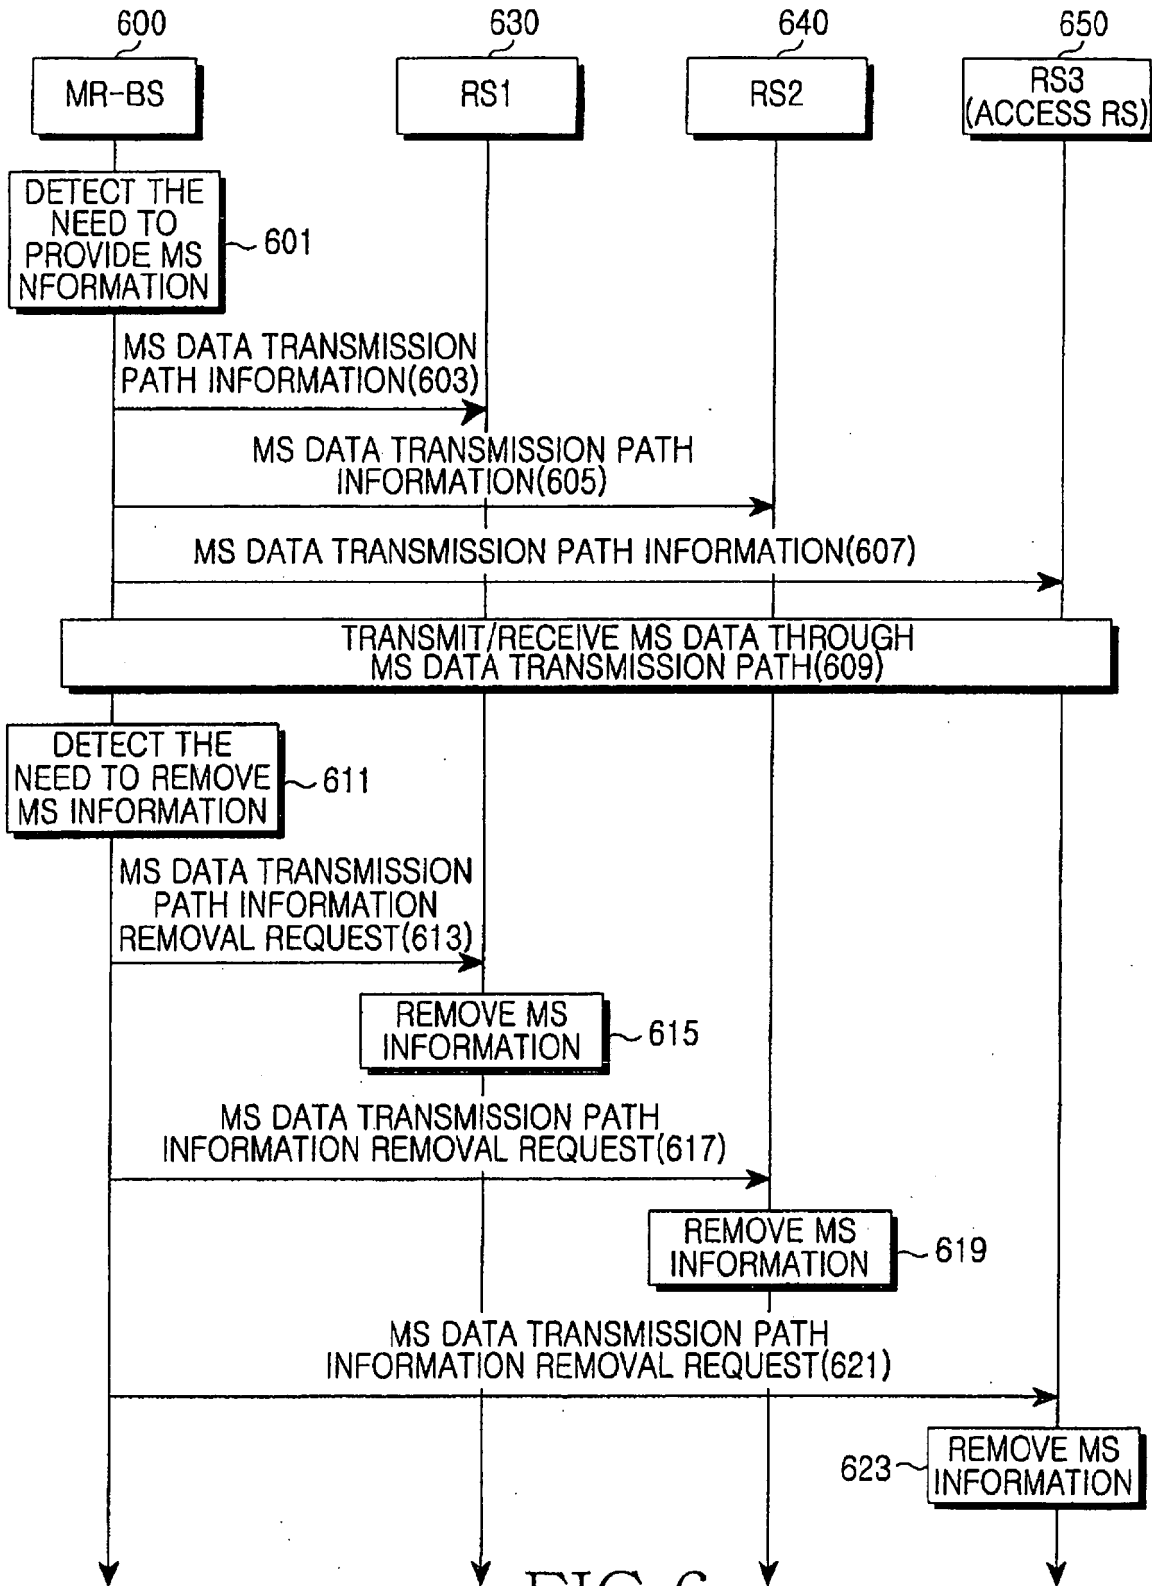 600
630
640
650
MR-BS
RS1
RS2
RS3
(ACCESS RS)
DETECT THE
NEED TO
PROVIDE MS
NFORMATION
601
MS DATA TRANSMISSION
PATH INFORMATION(603)
MS DATA TRANSMISSION PATH
INFORMATION(605)
MS DATA TRANSMISSION PATH INFORMATION(607)
TRANSMIT/RECEIVE MS DATA THROUGH
MS DATA TRANSMISSION PATH(609)
DETECT THE
NEED TO REMOVE
MS INFORMATION
611
MS DATA TRANSMISSION
PATH INFORMATION
REMOVAL REQUEST(613)
REMOVE MS
INFORMATION
615
MS DATA TRANSMISSION PATH
INFORMATION REMOVAL REQUEST(617)
REMOVE MS
INFORMATION
619
MS DATA TRANSMISSION PATH
INFORMATION REMOVAL REQUEST(621)
623
REMOVE MS
INFORMATION
FIG.6